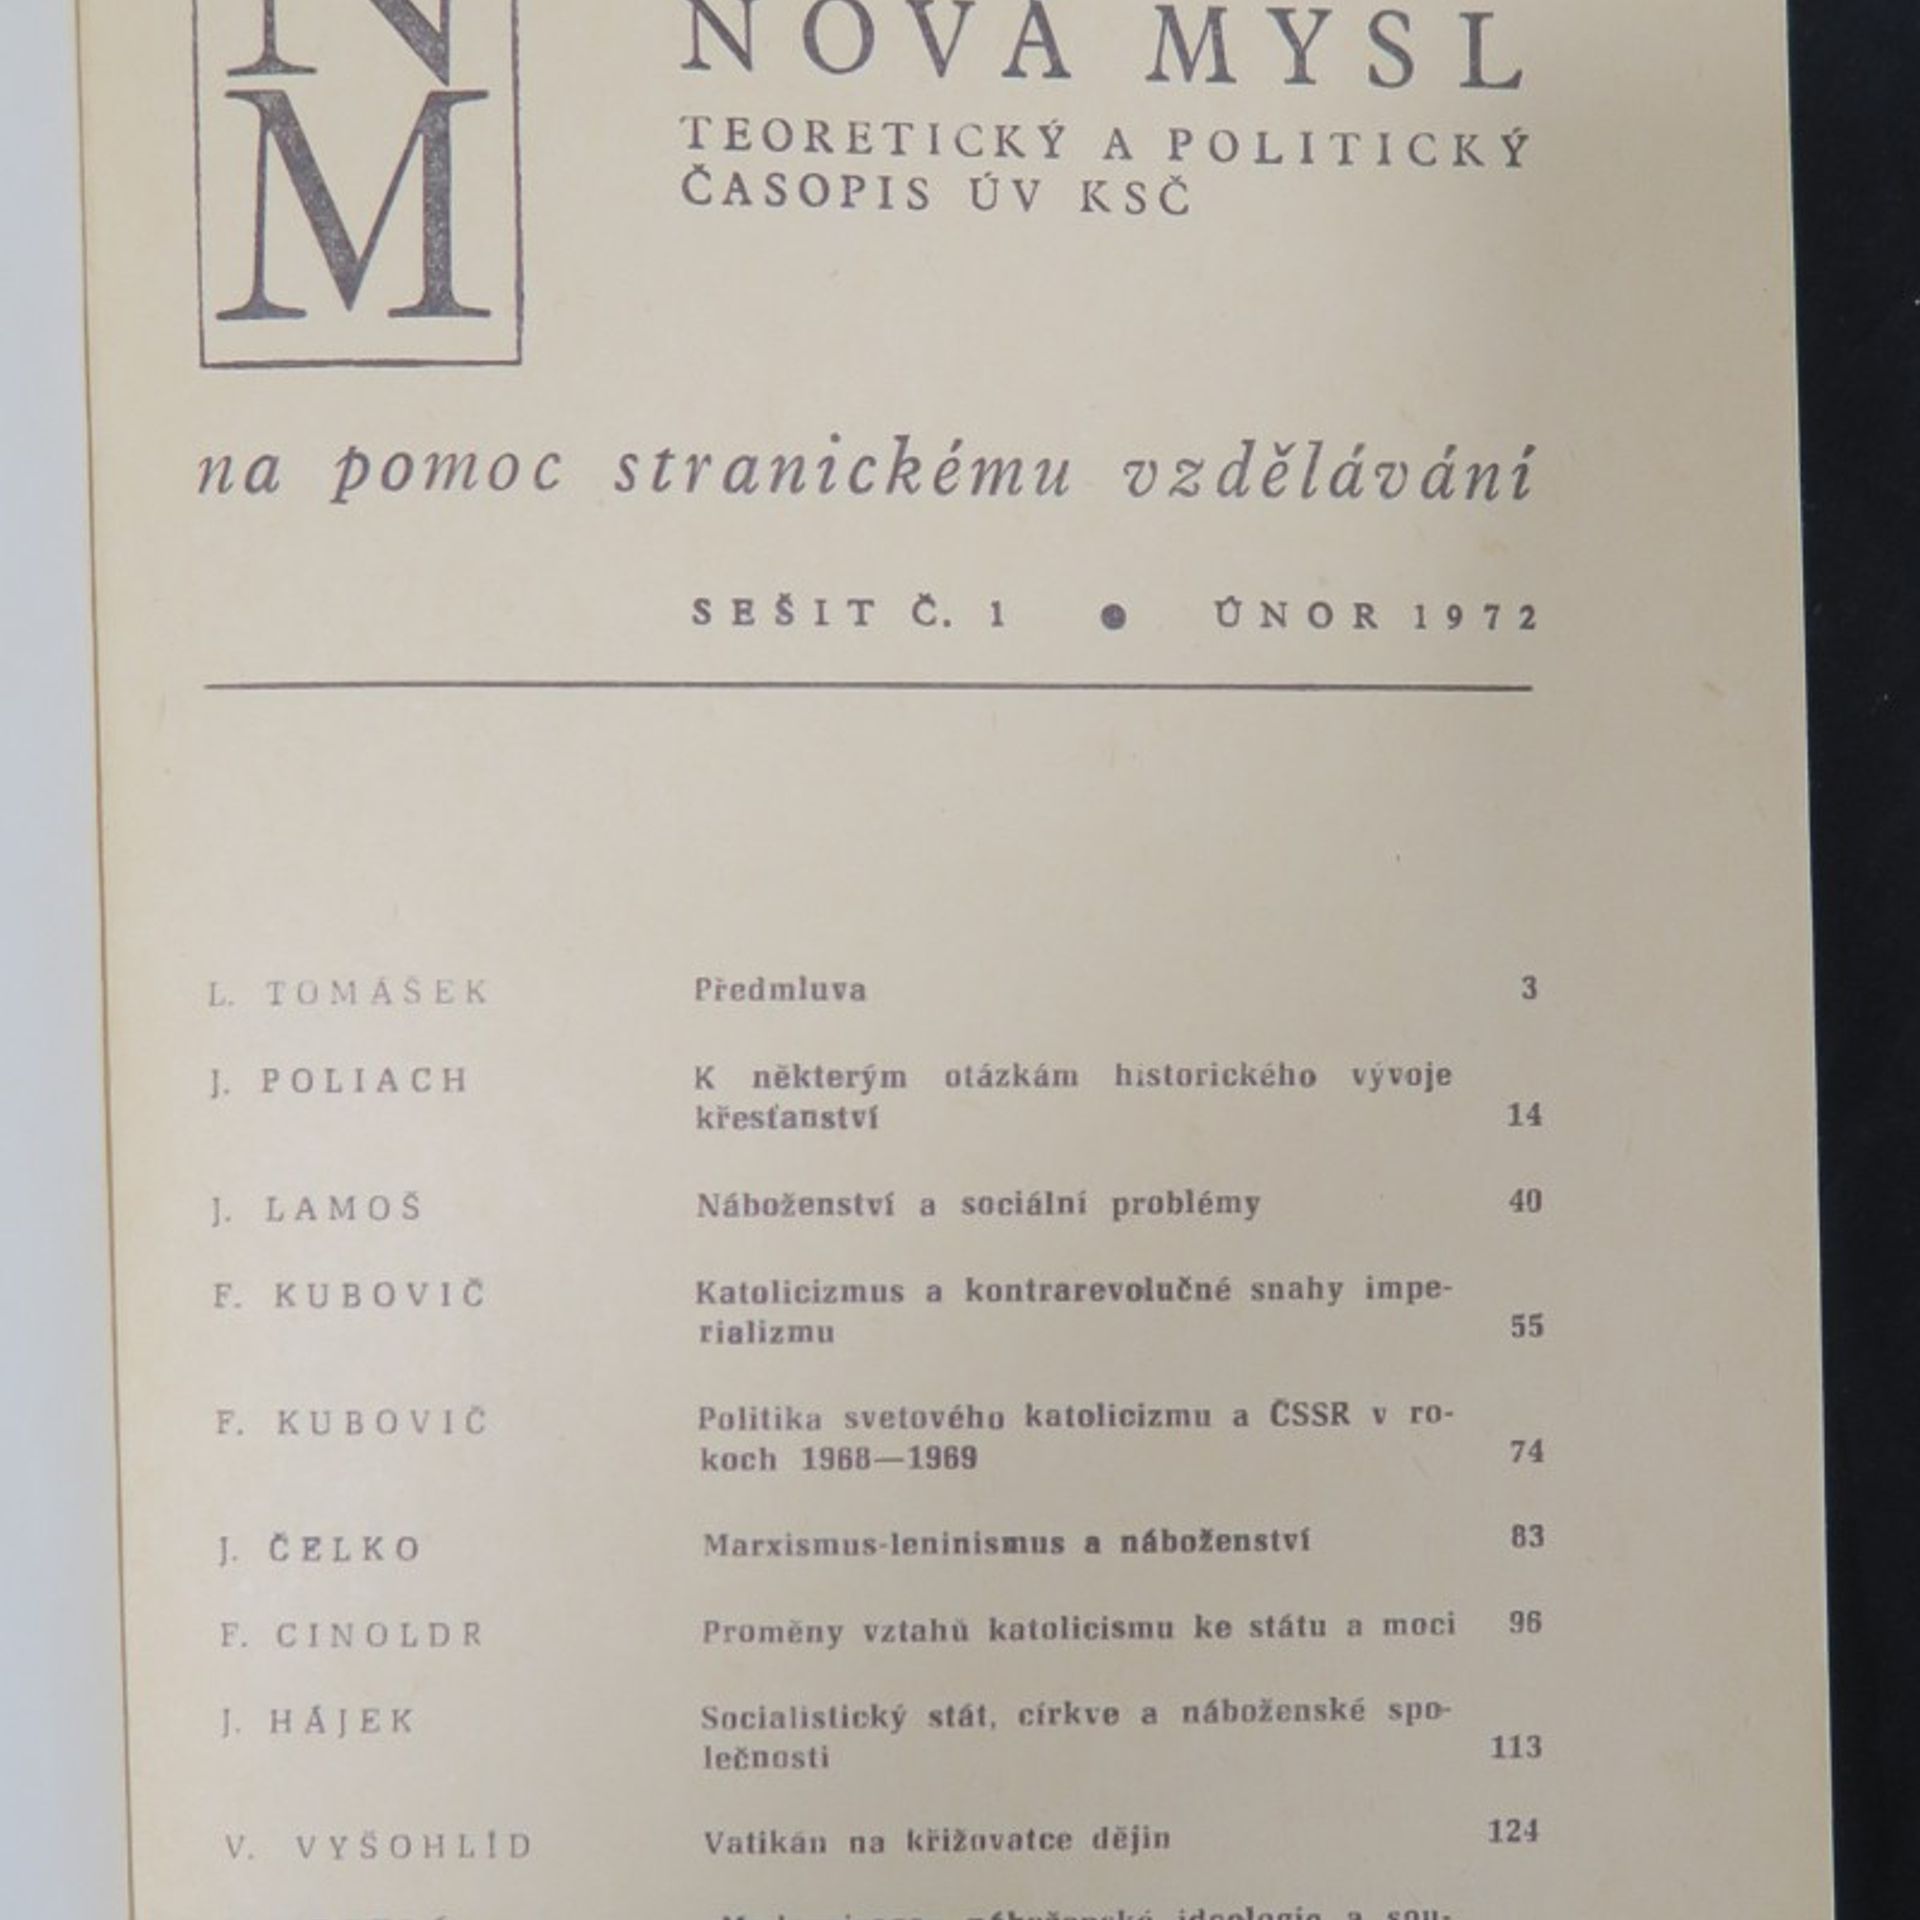 N
M
NOVÁ MYSL
TEORETICKÝ A POLITICKÝ
ČASOPIS ÚV KSČ
na pomoc stranickému vzdělávání
SEŠIT Č. 1 ● ÚNOR 1972
L. TOMÁŠEK Předmluva 3
J. POLIACH K některým otázkám historického vývoje
křesťanství 14
J. LAMOŠ Náboženství a sociální problémy 40
F. KUBOVIČ Katolicizmus a kontrarevolučné snahy impe-
rializmu 55
F. KUBOVIČ Politika svetového katolicizmu a ČSSR v ro-
koch 1968—1969 74
J. ČELKO Marxismus-leninismus a náboženství 83
F. CINOLDR Proměny vztahů katolicismu ke státu a moci 96
J. HÁJEK Socialistický stát, církve a náboženské spo-
lečnosti 113
V. VYŠOHLÍD Vatikán na křižovatce dějin 124
náboženské ideologie a sou-